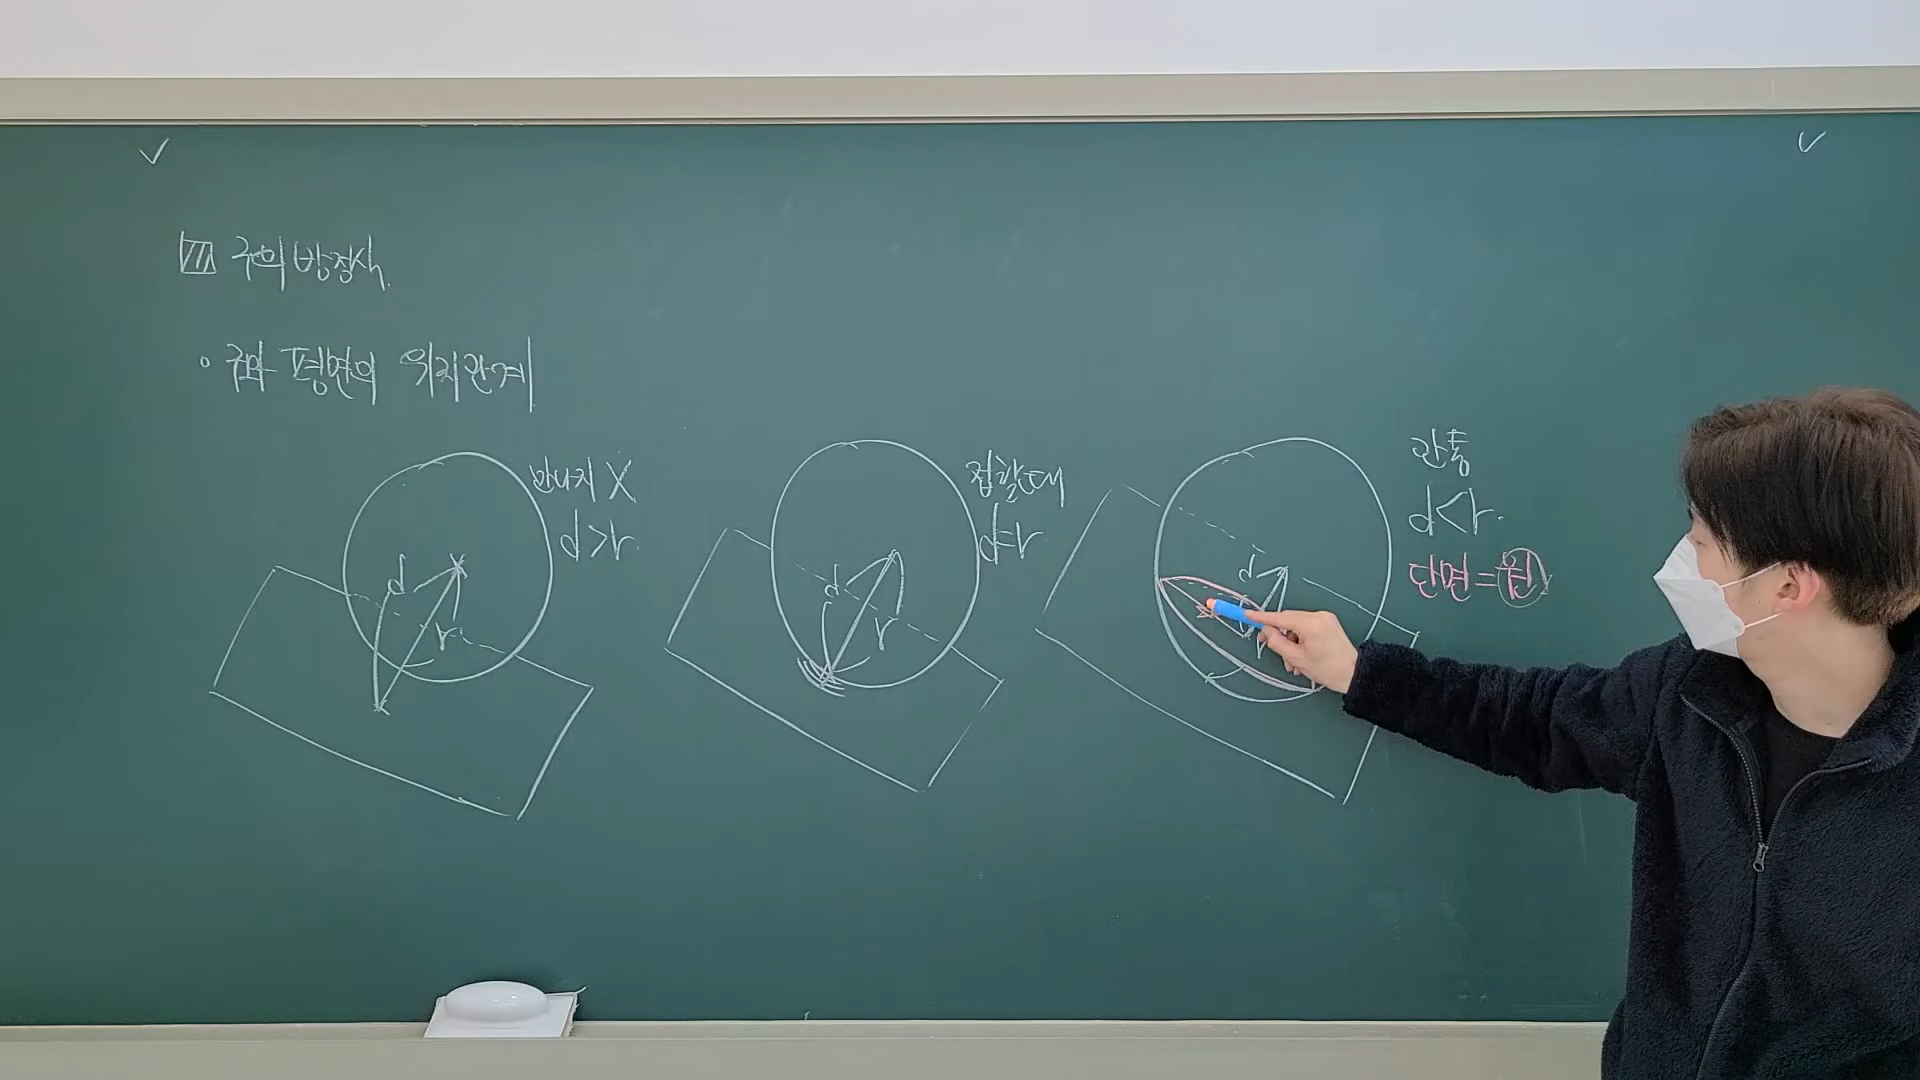 구의 방정식.
• 구와 평면의 위치관계
만나지 X
d > r.
d
r
접할 때
d=r
d
r
관통
d<r.
단면=원
d